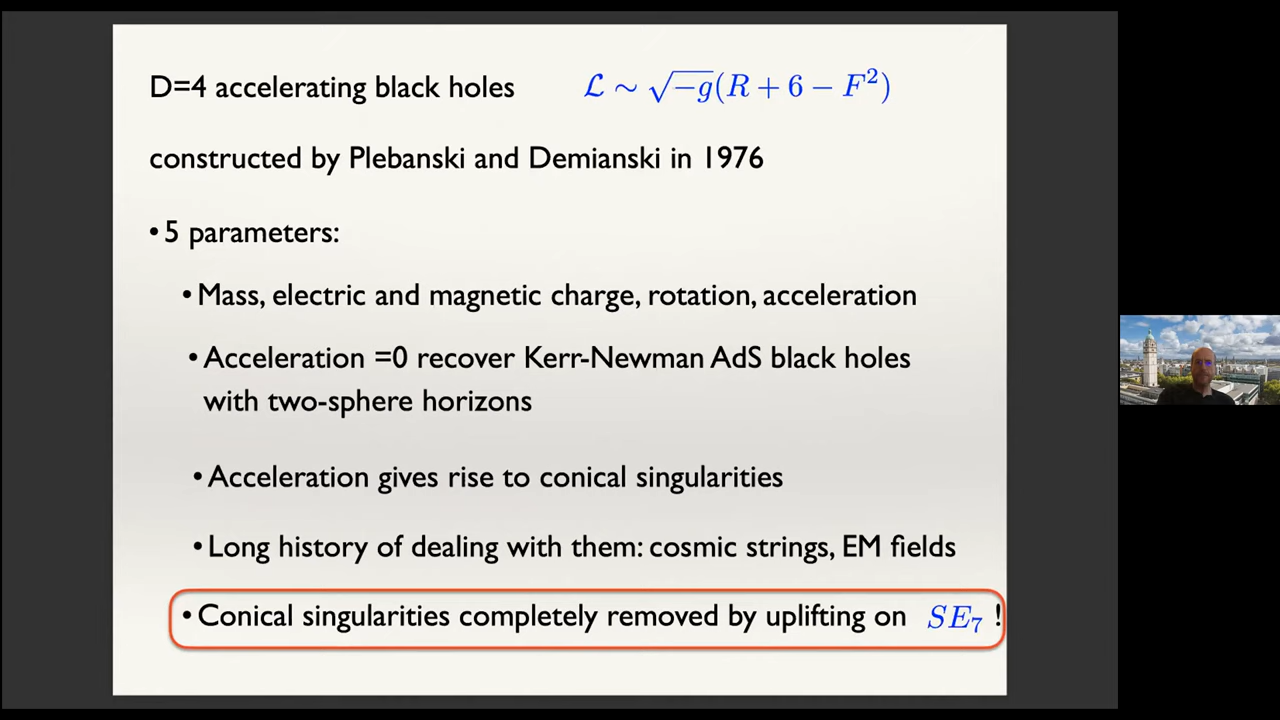 D=4 accelerating black holes ℒ ∼ √−g(R + 6 − F²)
constructed by Plebanski and Demianski in 1976
• 5 parameters:
• Mass, electric and magnetic charge, rotation, acceleration
• Acceleration =0 recover Kerr-Newman AdS black holes
with two-sphere horizons
• Acceleration gives rise to conical singularities
• Long history of dealing with them: cosmic strings, EM fields
• Conical singularities completely removed by uplifting on SE₇ !